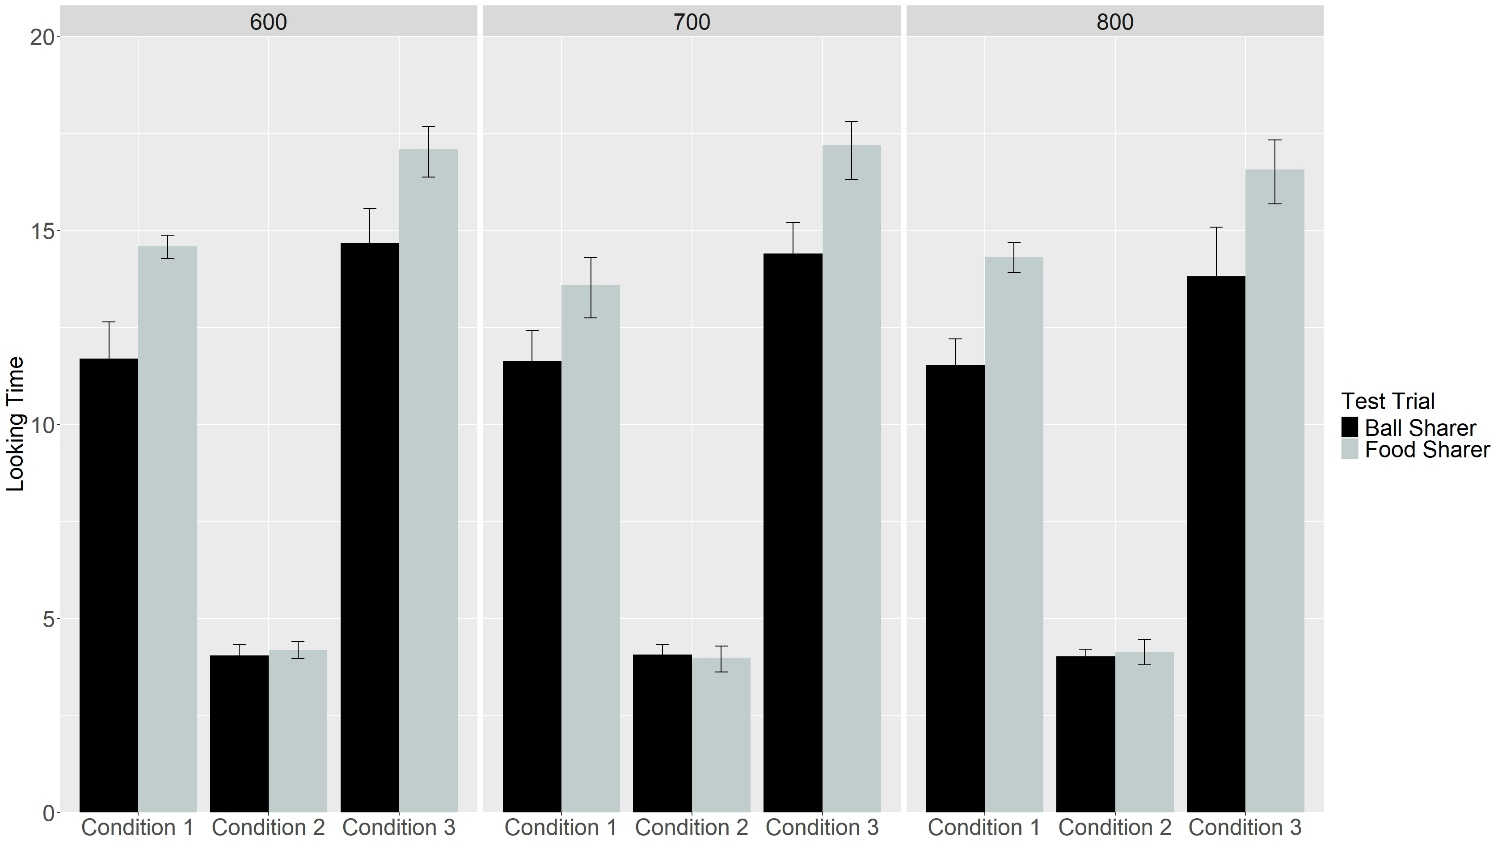 600 700 800
20
15
10
5
0
Looking Time
Condition 1 Condition 2 Condition 3 Condition 1 Condition 2 Condition 3 Condition 1 Condition 2 Condition 3
Test Trial
Ball Sharer
Food Sharer